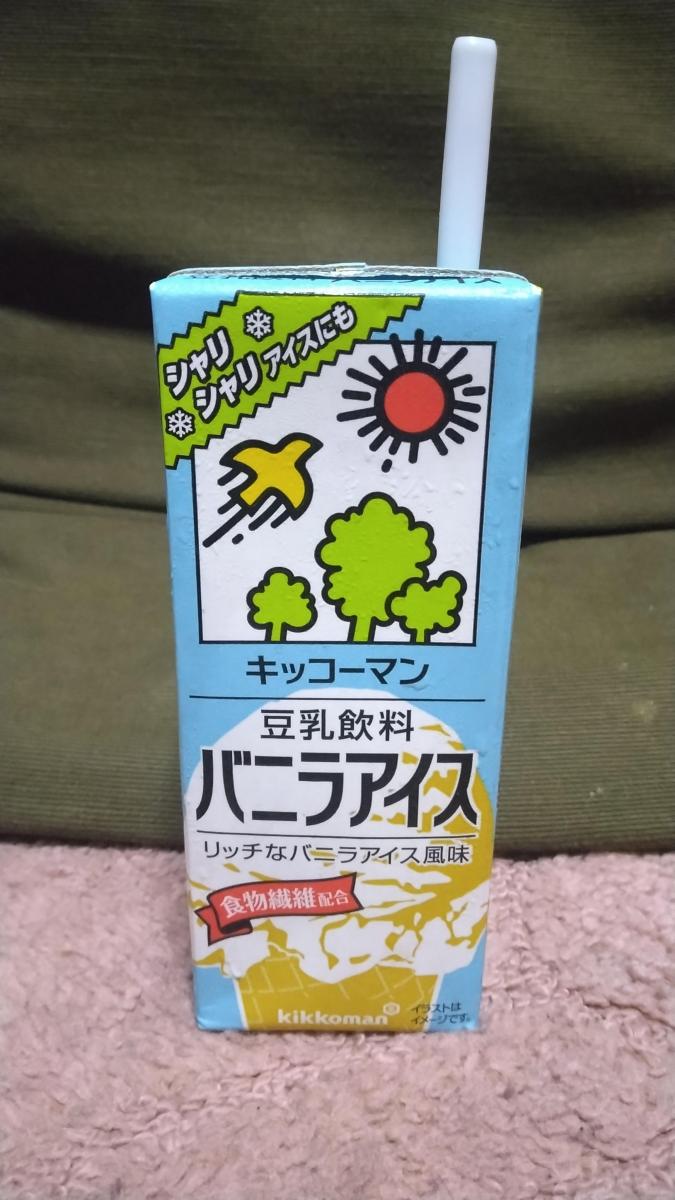 シャリ
シャリ アイスにも
キッコーマン
豆乳飲料
バニラアイス
リッチなバニラアイス風味
食物繊維配合
kikkoman
イラストは
イメージです。